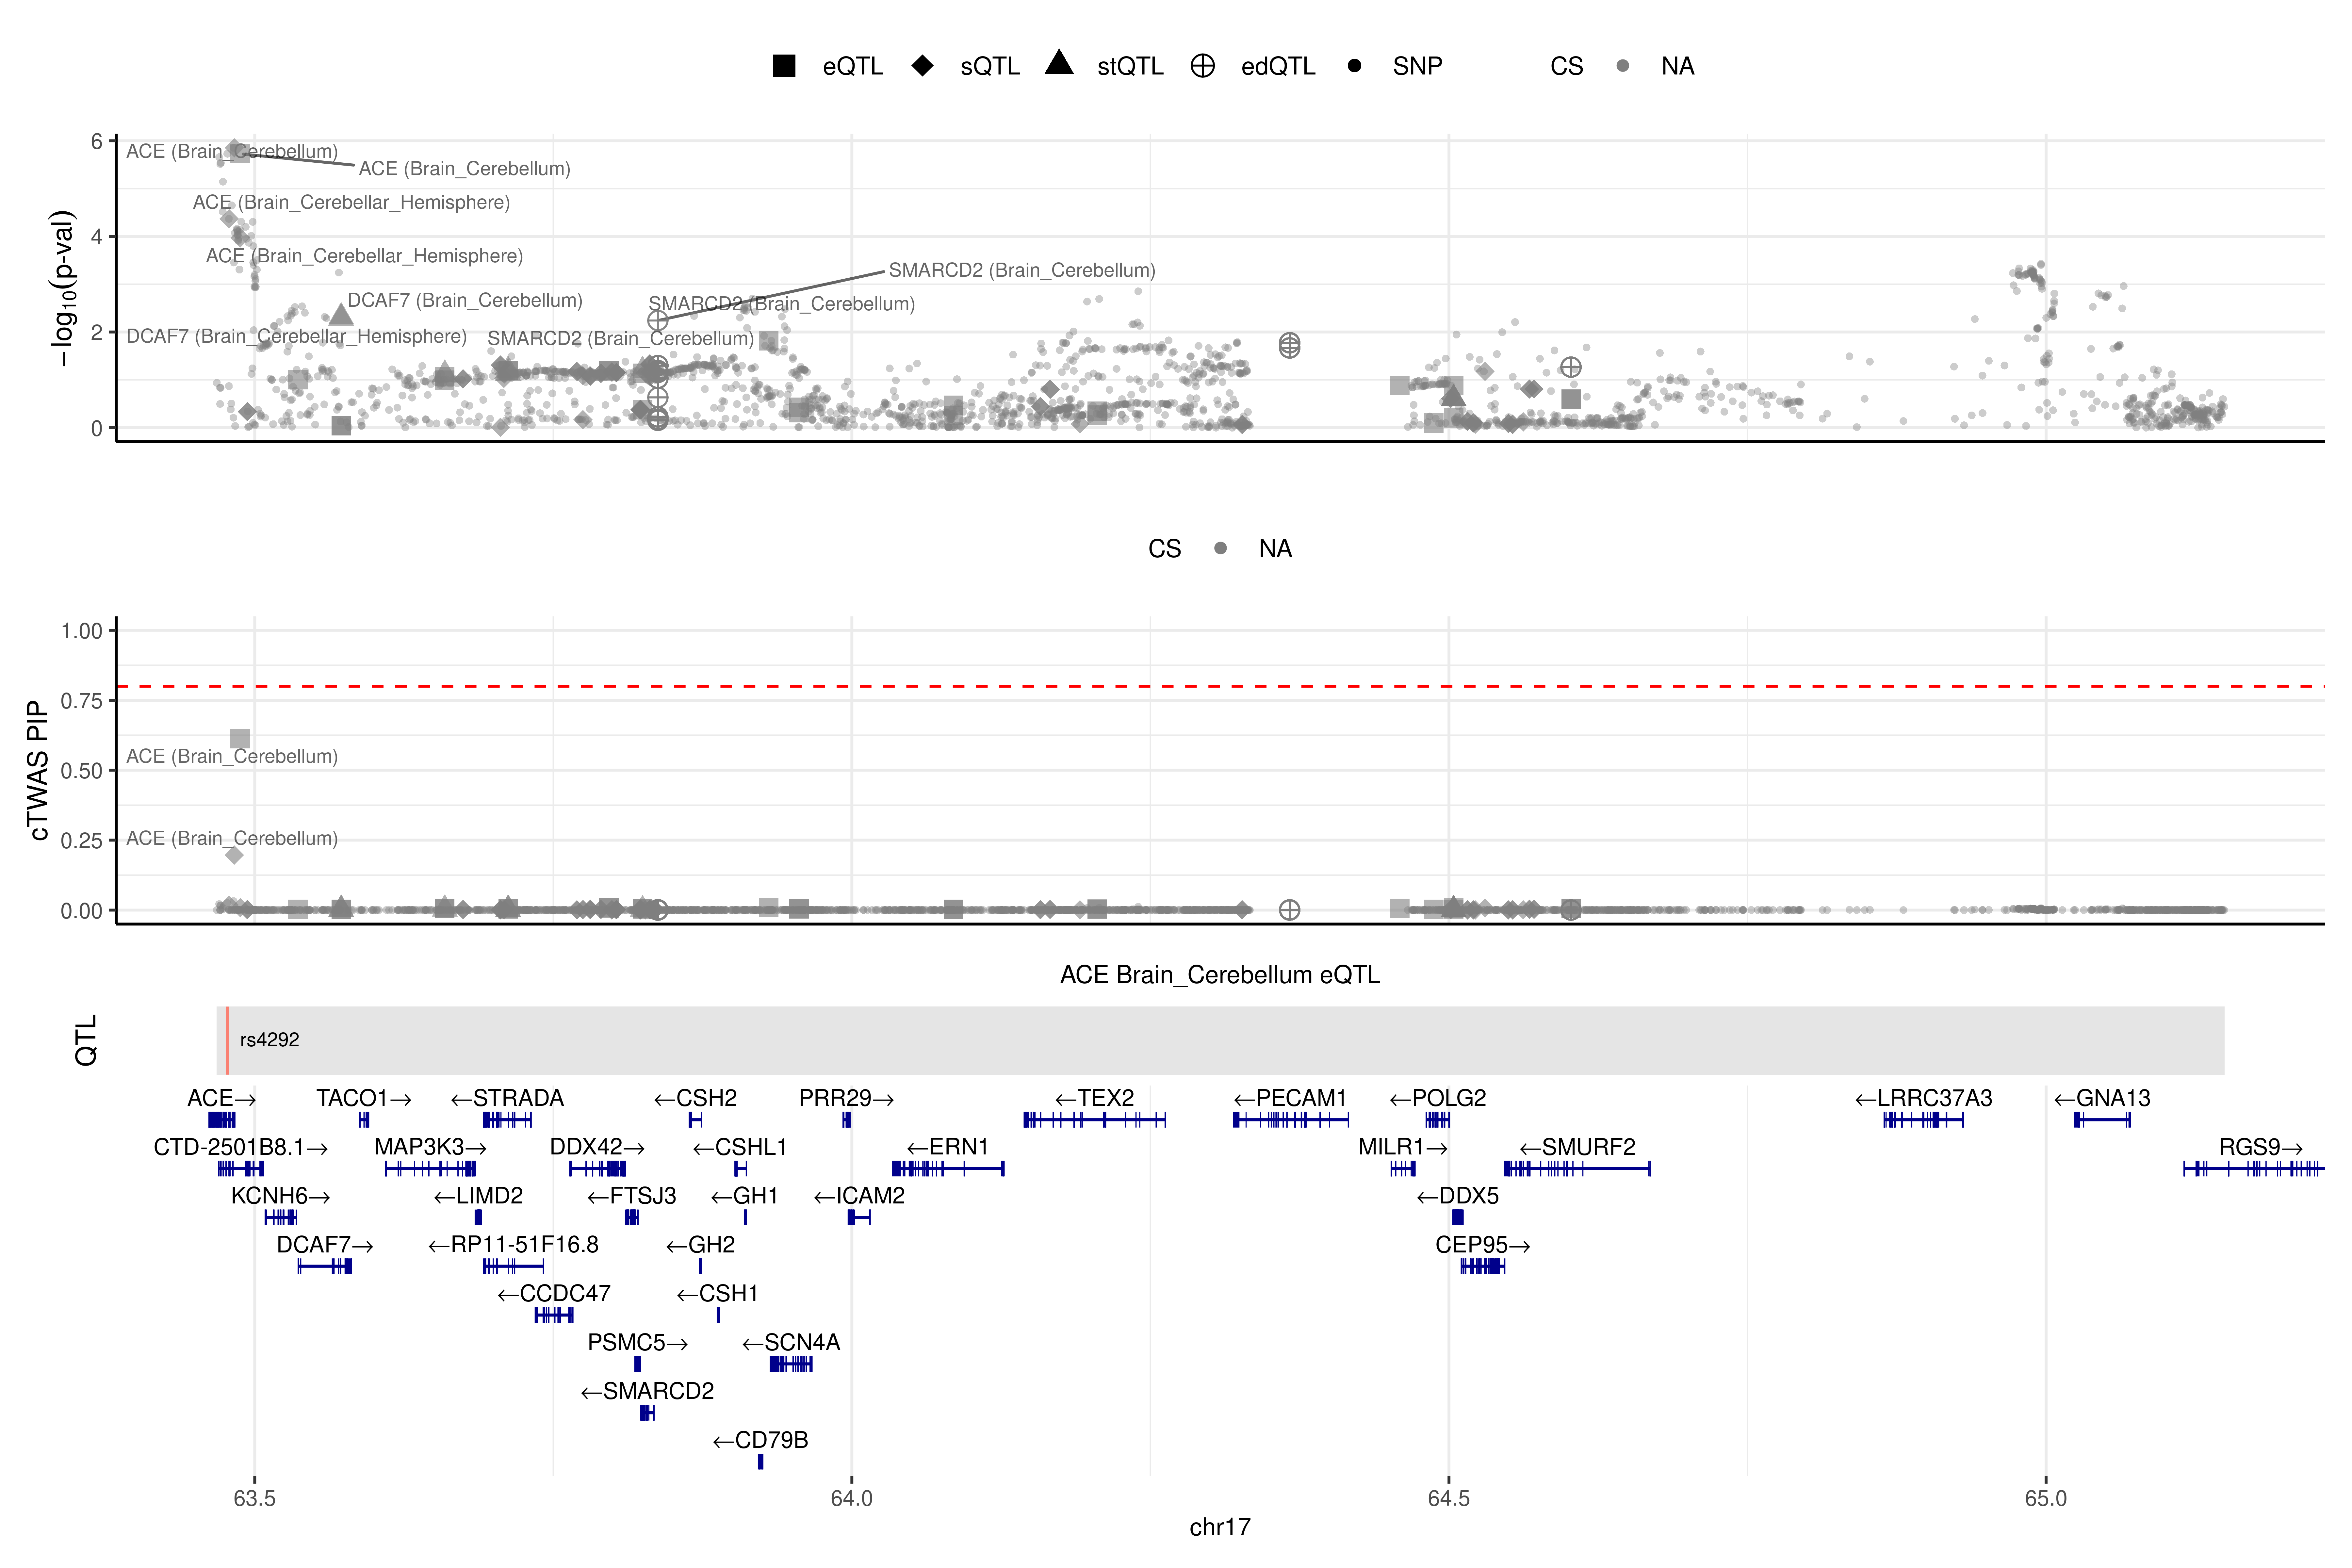 eQTL sQTL stQTL edQTL SNP CS NA
−log10(p-val)
6
4
2
0
ACE (Brain_Cerebellum)
ACE (Brain_Cerebellum)
ACE (Brain_Cerebellar_Hemisphere)
ACE (Brain_Cerebellar_Hemisphere)
SMARCD2 (Brain_Cerebellum)
DCAF7 (Brain_Cerebellum)
SMARCD2 (Brain_Cerebellum)
DCAF7 (Brain_Cerebellar_Hemisphere)
SMARCD2 (Brain_Cerebellum)
CS NA
cTWAS PIP
1.00
0.75
0.50
0.25
0.00
ACE (Brain_Cerebellum)
ACE (Brain_Cerebellum)
ACE Brain_Cerebellum eQTL
QTL
rs4292
ACE→ TACO1→ ←STRADA ←CSH2 PRR29→ ←TEX2 ←PECAM1 ←POLG2 ←LRRC37A3 ←GNA13
CTD-2501B8.1→ MAP3K3→ DDX42→ ←CSHL1 ←ERN1 MILR1→ ←SMURF2 RGS9→
KCNH6→ ←LIMD2 ←FTSJ3 ←GH1 ←ICAM2 ←DDX5
DCAF7→ ←RP11-51F16.8 ←GH2 CEP95→
←CCDC47 ←CSH1
PSMC5→ ←SCN4A
←SMARCD2
←CD79B
63.5 64.0 64.5 65.0
chr17